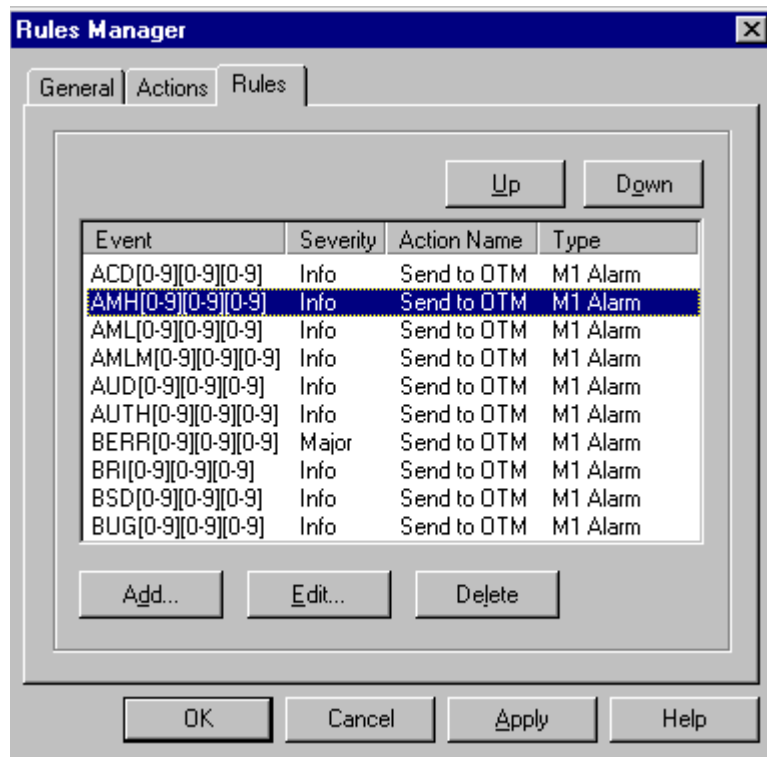 Rules Manager
General Actions Rules
Up Down
Event Severity Action Name Type
ACD[0-9][0-9][0-9] Info Send to OTM M1 Alarm
AMH[0-9][0-9][0-9] Info Send to OTM M1 Alarm
AML[0-9][0-9][0-9] Info Send to OTM M1 Alarm
AMLM[0-9][0-9][0-9] Info Send to OTM M1 Alarm
AUD[0-9][0-9][0-9] Info Send to OTM M1 Alarm
AUTH[0-9][0-9][0-9] Info Send to OTM M1 Alarm
BERR[0-9][0-9][0-9] Major Send to OTM M1 Alarm
BRI[0-9][0-9][0-9] Info Send to OTM M1 Alarm
BSD[0-9][0-9][0-9] Info Send to OTM M1 Alarm
BUG[0-9][0-9][0-9] Info Send to OTM M1 Alarm
Add... Edit... Delete
OK Cancel Apply Help